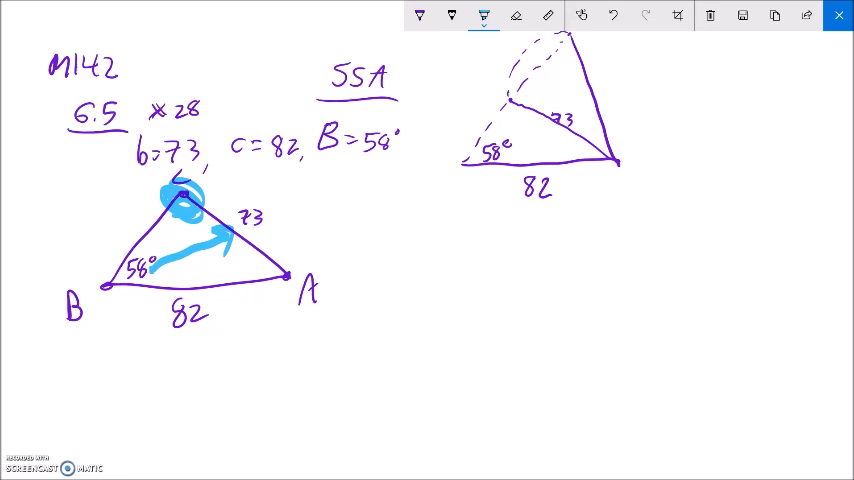 M142
SSA
6.5 * 28
b=73, c=82, B=58°
C
73
58°
B
82
A
73
58°
82
RECORDED WITH
SCREENCAST MATIC